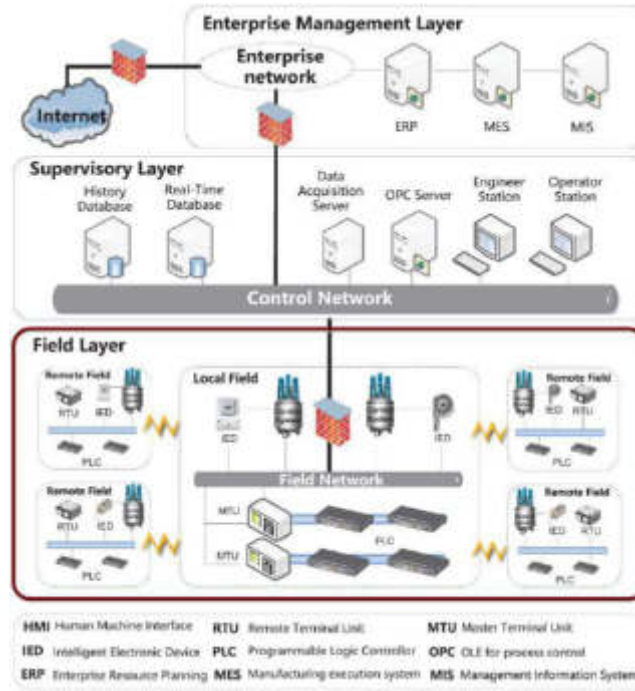 Enterprise Management Layer
Enterprise
network
Internet
ERP
MES
MIS
Supervisory Layer
History
Database
Real-Time
Database
Data
Acquisition
Server
OPC Server
Engineer
Station
Operator
Station
Control Network
Field Layer
Remote Field
RTU
IED
PLC
Local Field
IED
IED
Remote Field
IED
RTU
PLC
Field Network
Remote Field
RTU
IED
PLC
MTU
PLC
MTU
Remote Field
IED
RTU
PLC
HMI Human Machine Interface RTU Remote Terminal Unit MTU Master Terminal Unit
IED Intelligent Electronic Device PLC Programmable Logic Controller OPC OLE for process control
ERP Enterprise Resource Planning MES Manufacturing execution system MIS Management Information System